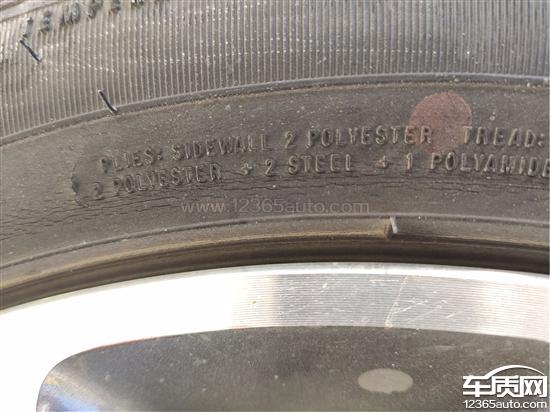 TEMPE
PLIES: SIDEWALL 2 POLYESTER TREAD:
2 POLYESTER + 2 STEEL + 1 POLYAMIDE
www.12365auto.com
车质网
12365auto.com